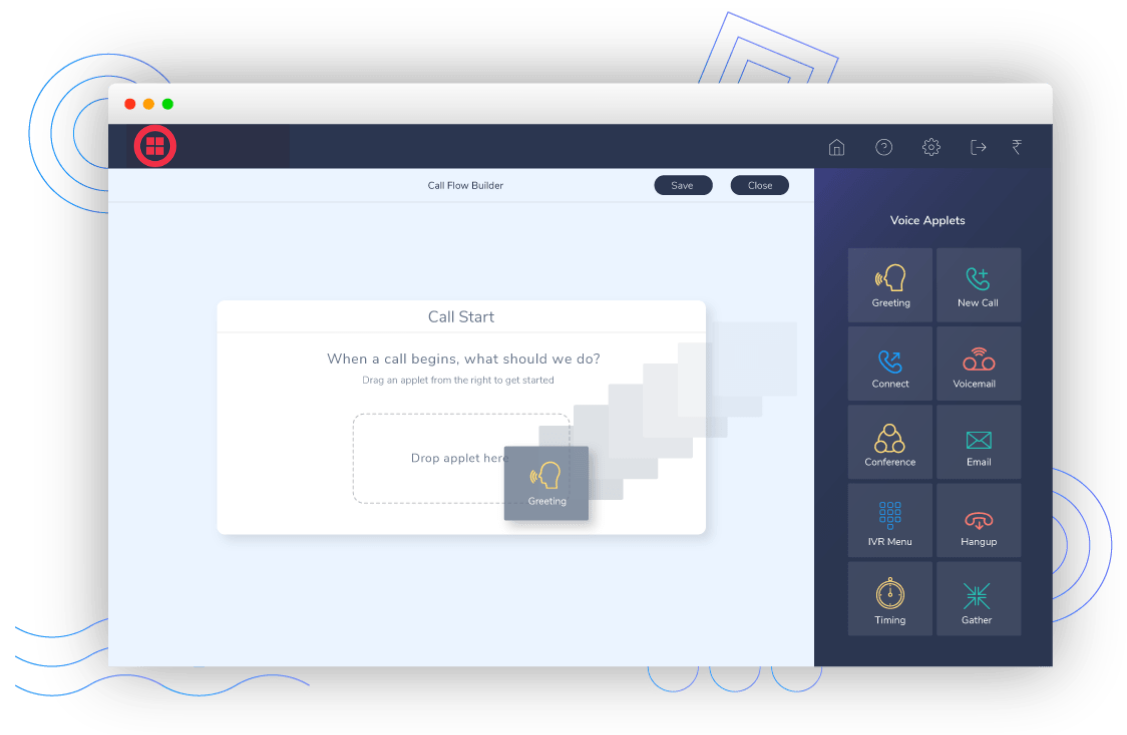 ₹
Call Flow Builder
Save
Close
Voice Applets
Greeting
New Call
Call Start
When a call begins, what should we do?
Drag an applet from the right to get started
Connect
Voicemail
Drop applet here
Greeting
Conference
Email
IVR Menu
Hangup
Timing
Gather